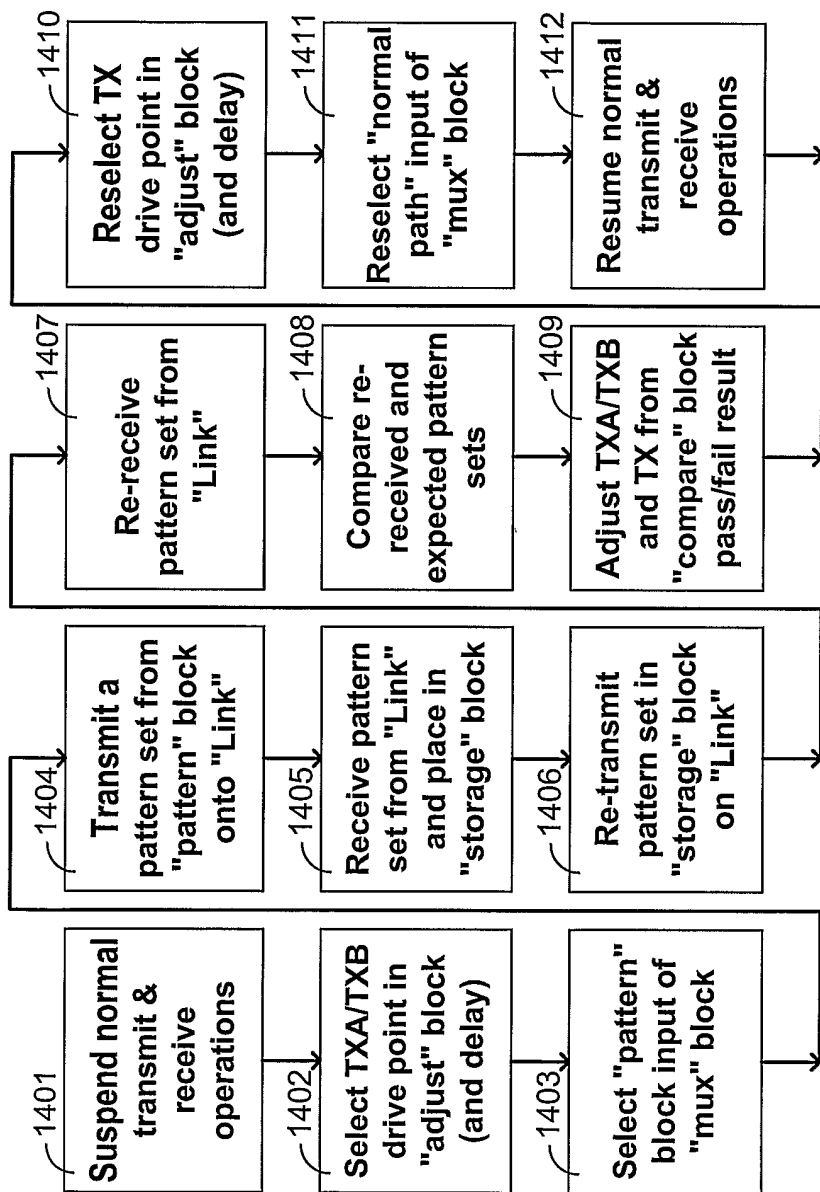 1401
Suspend normal
transmit &
receive
operations
1402
Select TXA/TXB
drive point in
"adjust" block
(and delay)
1403
Select "pattern"
block input of
"mux" block
1404
Transmit a
pattern set from
"pattern" block
onto "Link"
1405
Receive pattern
set from "Link"
and place in
"storage" block
1406
Re-transmit
pattern set in
"storage" block
on "Link"
1407
Re-receive
pattern set from
"Link"
1408
Compare re-
received and
expected pattern
sets
1409
Adjust TXA/TXB
and TX from
"compare" block
pass/fail result
1410
Reselect TX
drive point in
"adjust" block
(and delay)
1411
Reselect "normal
path" input of
"mux" block
1412
Resume normal
transmit &
receive
operations